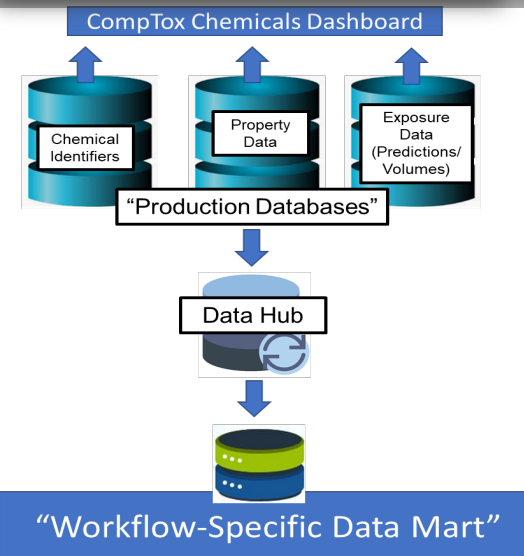 CompTox Chemicals Dashboard
Chemical
Identifiers
Property
Data
Exposure
Data
(Predictions/
Volumes)
“Production Databases”
Data Hub
“Workflow-Specific Data Mart”